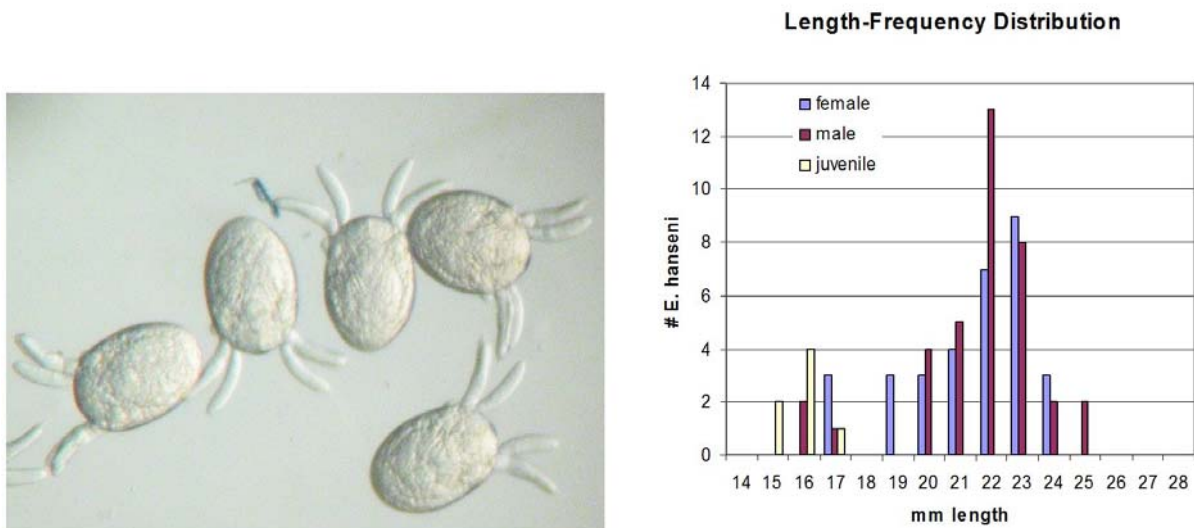 Length-Frequency Distribution
14
12
10
8
6
4
2
0
# E. hanseni
female
male
juvenile
14 15 16 17 18 19 20 21 22 23 24 25 26 27 28
mm length